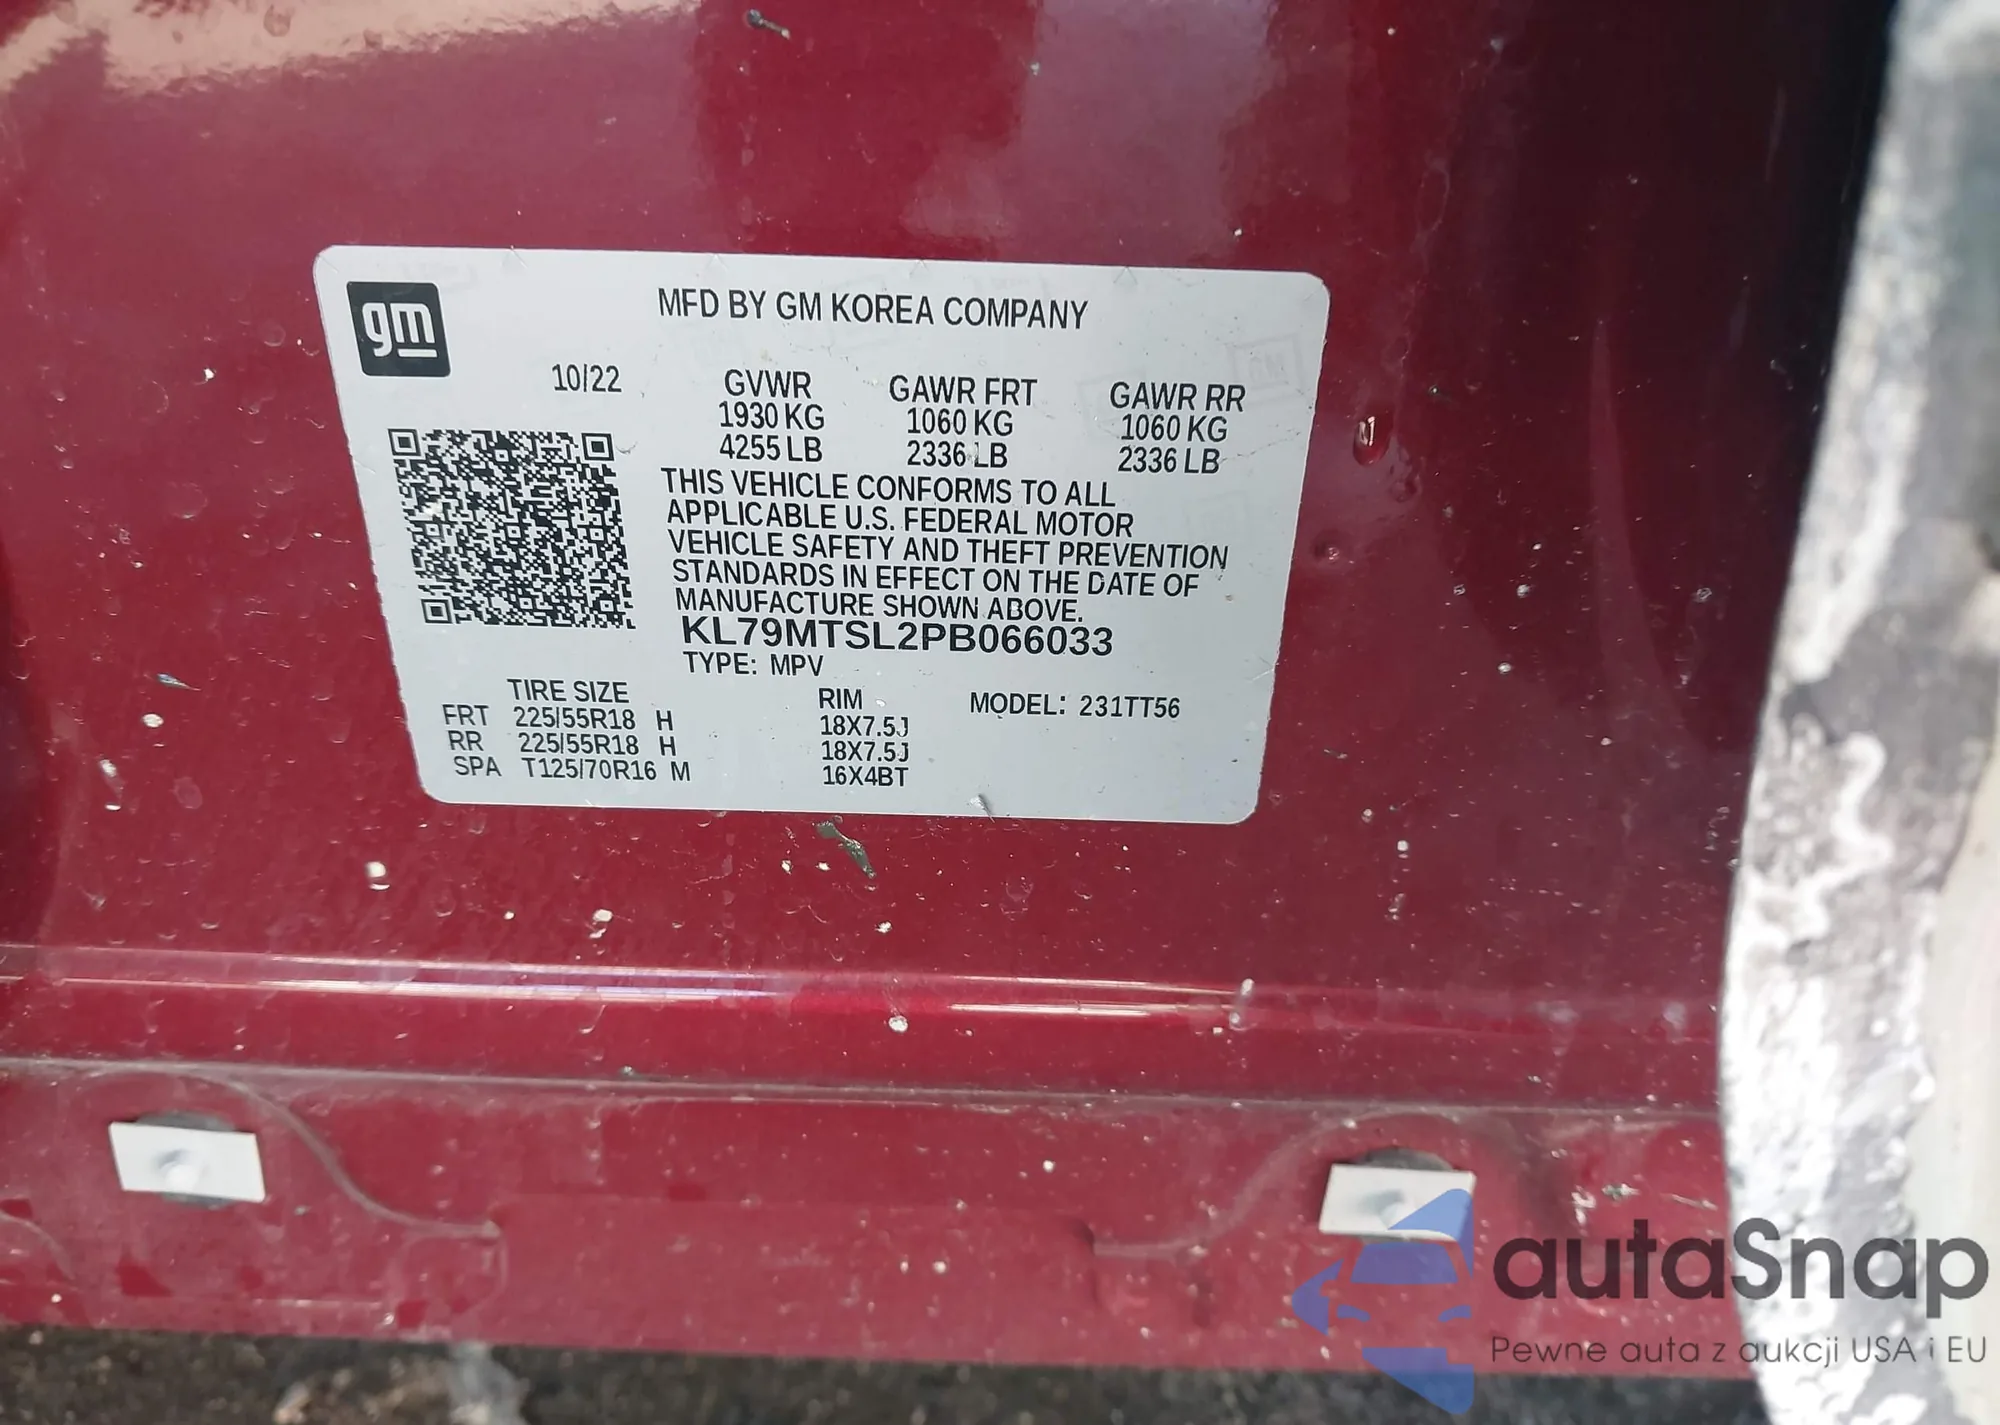 gm
MFD BY GM KOREA COMPANY
10/22
GVWR GAWR FRT GAWR RR
1930 KG 1060 KG 1060 KG
4255 LB 2336 LB 2336 LB
THIS VEHICLE CONFORMS TO ALL
APPLICABLE U.S. FEDERAL MOTOR
VEHICLE SAFETY AND THEFT PREVENTION
STANDARDS IN EFFECT ON THE DATE OF
MANUFACTURE SHOWN ABOVE.
KL79MTSL2PB066033
TYPE: MPV
TIRE SIZE RIM MODEL: 231TT56
FRT 225/55R18 H 18X7.5J
RR 225/55R18 H 18X7.5J
SPA T125/70R16 M 16X4BT
autaSnap
Pewne auta z aukcji USA i EU